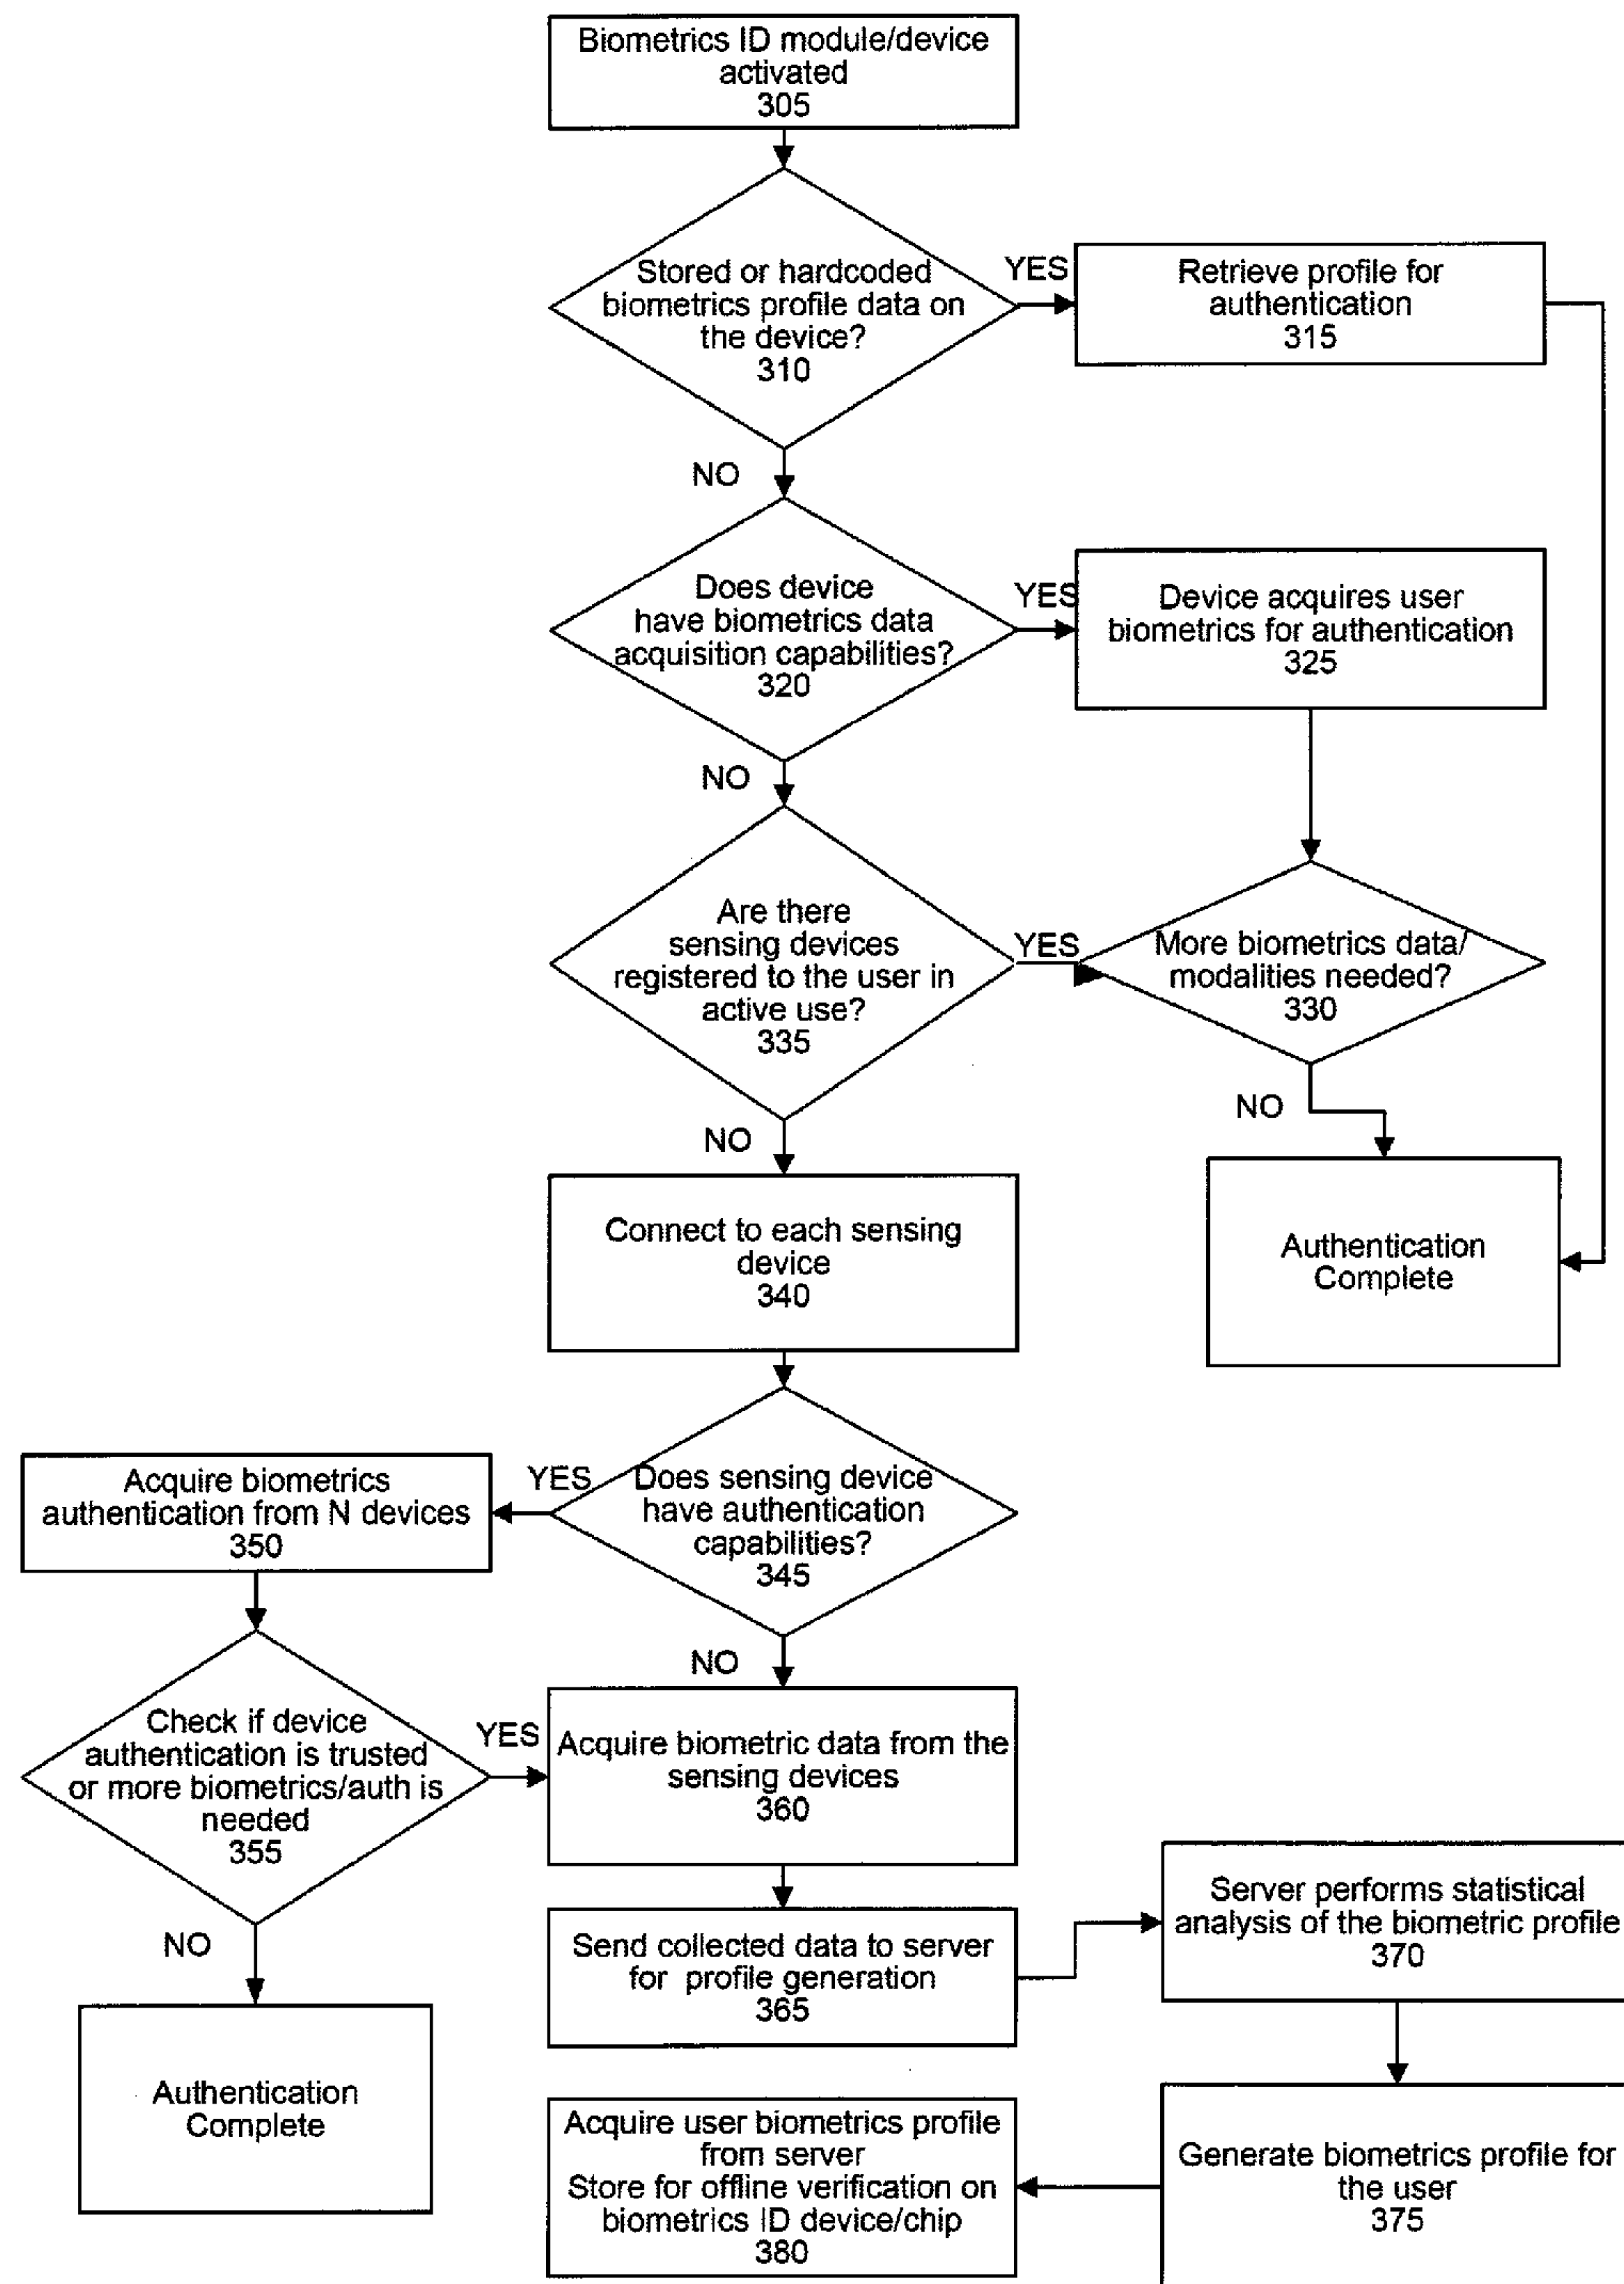 Biometrics ID module/device
activated
305
Stored or hardcoded
biometrics profile data on
the device?
310
YES
Retrieve profile for
authentication
315
NO
Does device
have biometrics data
acquisition capabilities?
320
YES
Device acquires user
biometrics for authentication
325
NO
Are there
sensing devices
registered to the user in
active use?
335
YES
More biometrics data/
modalities needed?
330
NO
NO
Connect to each sensing
device
340
Authentication
Complete
Does sensing device
have authentication
capabilities?
345
YES
Acquire biometrics
authentication from N devices
350
NO
Check if device
authentication is trusted
or more biometrics/auth is
needed
355
YES
Acquire biometric data from the
sensing devices
360
NO
Authentication
Complete
Send collected data to server
for profile generation
365
Server performs statistical
analysis of the biometric profile
370
Generate biometrics profile for
the user
375
Acquire user biometrics profile
from server
Store for offline verification on
biometrics ID device/chip
380